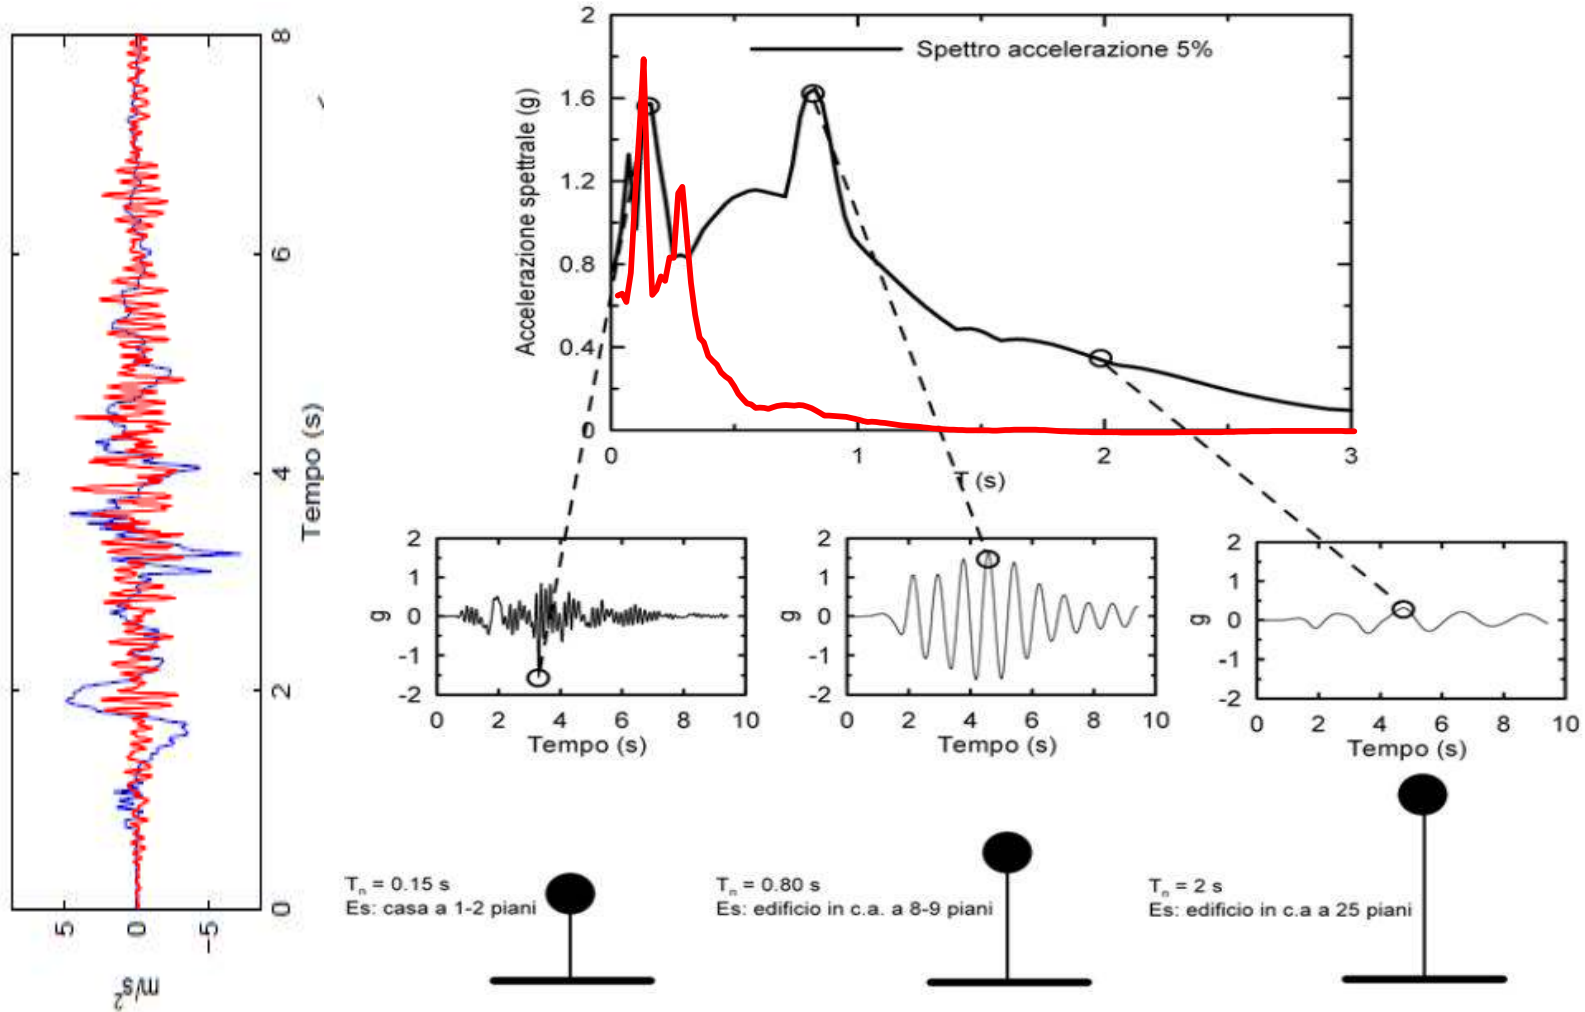 8
6
4
2
0
Tempo (s)
5
0
-5
m/s²
2
1.6
1.2
0.8
0.4
0
Accelerazione spettrale (g)
Spettro accelerazione 5%
0 1 2 3
T (s)
2
1
0
-1
-2
g
0 2 4 6 8 10
Tempo (s)
2
1
0
-1
-2
g
0 2 4 6 8 10
Tempo (s)
2
1
0
-1
-2
g
0 2 4 6 8 10
Tempo (s)
Tₙ = 0.15 s
Es: casa a 1-2 piani
Tₙ = 0.80 s
Es: edificio in c.a. a 8-9 piani
Tₙ = 2 s
Es: edificio in c.a a 25 piani